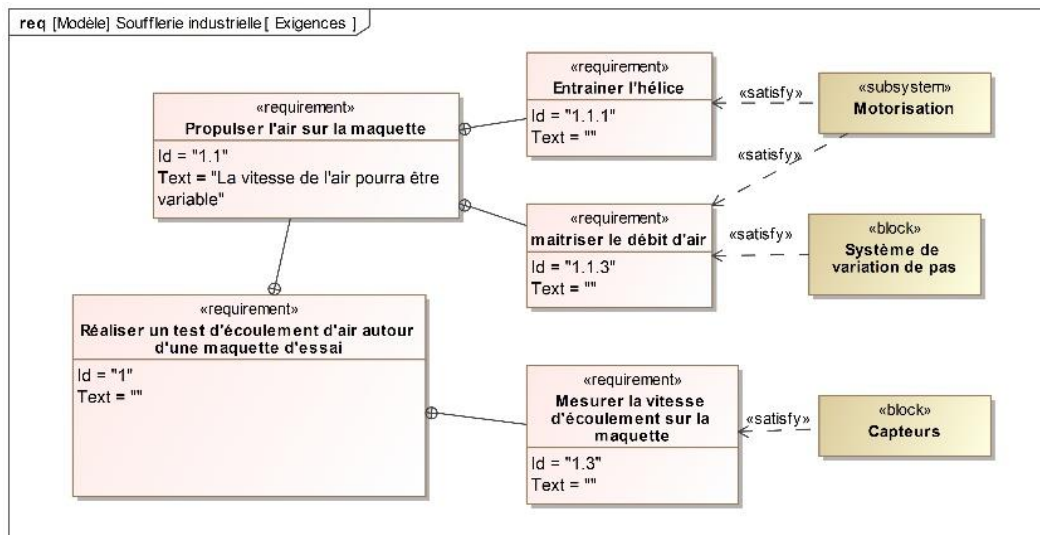 req [Modèle] Soufflerie industrielle [ Exigences ]
«requirement»
Propulser l'air sur la maquette
Id = "1.1"
Text = "La vitesse de l'air pourra être
variable"
«requirement»
Entrainer l'hélice
Id = "1.1.1"
Text = ""
«satisfy»
«subsystem»
Motorisation
«satisfy»
«requirement»
maitriser le débit d'air
Id = "1.1.3"
Text = ""
«satisfy»
«block»
Système de
variation de pas
«requirement»
Réaliser un test d'écoulement d'air autour
d'une maquette d'essai
Id = "1"
Text = ""
«requirement»
Mesurer la vitesse
d'écoulement sur la
maquette
Id = "1.3"
Text = ""
«satisfy»
«block»
Capteurs